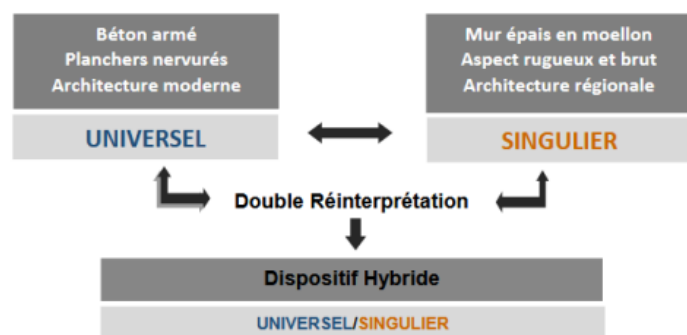 Béton armé
Planchers nervurés
Architecture moderne
UNIVERSEL
Mur épais en moellon
Aspect rugueux et brut
Architecture régionale
SINGULIER
Double Réinterprétation
Dispositif Hybride
UNIVERSEL/SINGULIER